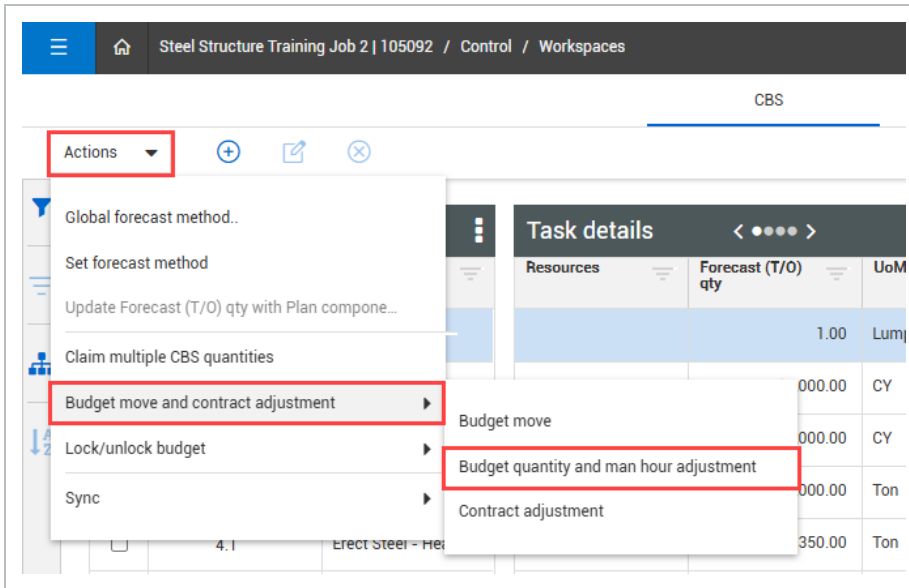 Steel Structure Training Job 2 | 105092 / Control / Workspaces
CBS
Actions
Global forecast method..
Set forecast method
Update Forecast (T/O) qty with Plan compone...
Claim multiple CBS quantities
Budget move and contract adjustment
Lock/unlock budget
Sync
Budget move
Budget quantity and man hour adjustment
Contract adjustment
Task details
Resources
Forecast (T/O)
qty
UoM
1.00 Lump
000.00 CY
000.00 CY
000.00 Ton
4.1 Erect Steel - Hea 350.00 Ton